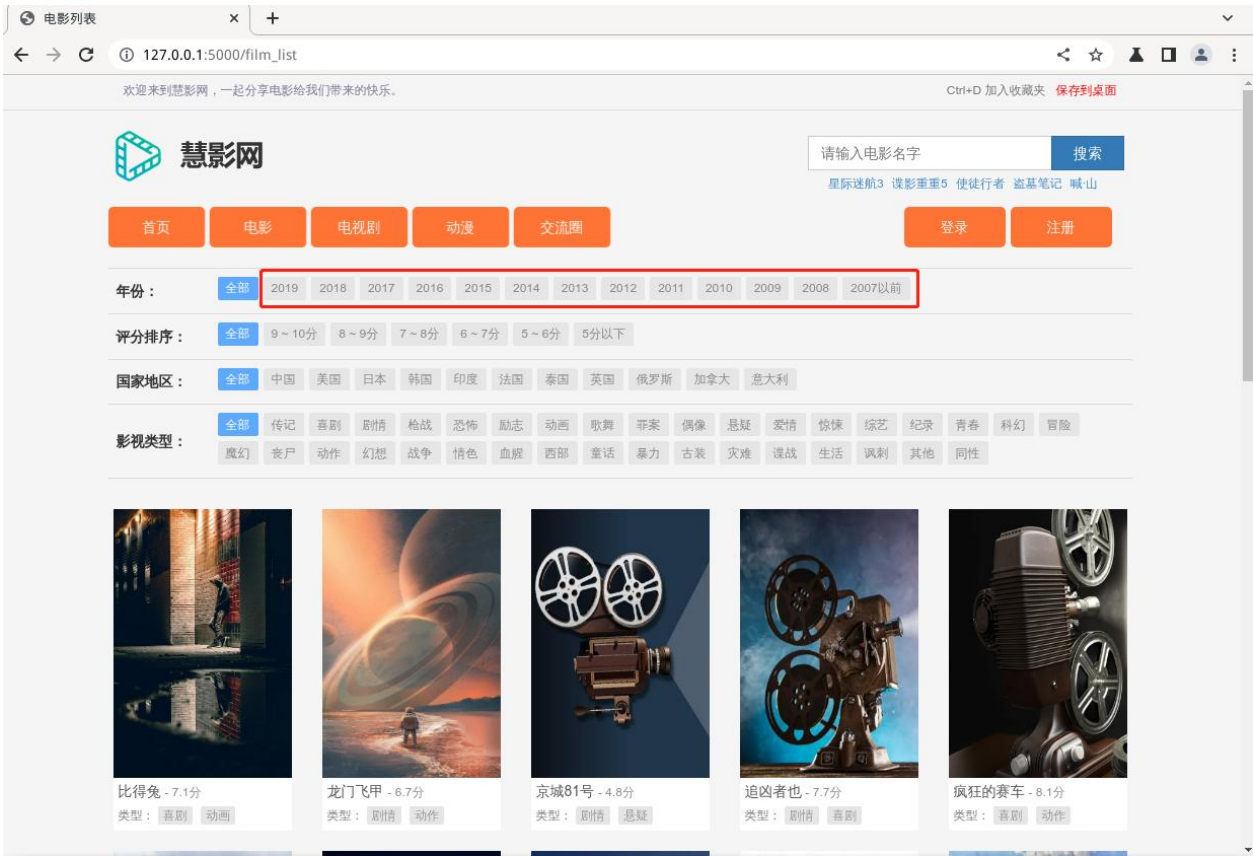 电影列表
127.0.0.1:5000/film_list
欢迎来到慧影网，一起分享电影给我们带来的快乐。 Ctrl+D 加入收藏夹 保存到桌面
慧影网 请输入电影名字 搜索
星际迷航3 谍影重重5 使徒行者 盗墓笔记 喊·山
首页 电影 电视剧 动漫 交流圈 登录 注册
年份： 全部 2019 2018 2017 2016 2015 2014 2013 2012 2011 2010 2009 2008 2007以前
评分排序： 全部 9 ~ 10分 8 ~ 9分 7 ~ 8分 6 ~ 7分 5 ~ 6分 5分以下
国家地区： 全部 中国 美国 日本 韩国 印度 法国 泰国 英国 俄罗斯 加拿大 意大利
影视类型： 全部 传记 喜剧 剧情 枪战 恐怖 励志 动画 歌舞 罪案 偶像 悬疑 爱情 惊悚 综艺 纪录 青春 科幻 冒险
魔幻 丧尸 动作 幻想 战争 情色 血腥 西部 童话 暴力 古装 灾难 谍战 生活 讽刺 其他 同性
比得兔 - 7.1分 龙门飞甲 - 6.7分 京城81号 - 4.8分 追凶者也 - 7.7分 疯狂的赛车 - 8.1分
类型： 喜剧 动画 类型： 剧情 动作 类型： 剧情 悬疑 类型： 剧情 喜剧 类型： 喜剧 动作